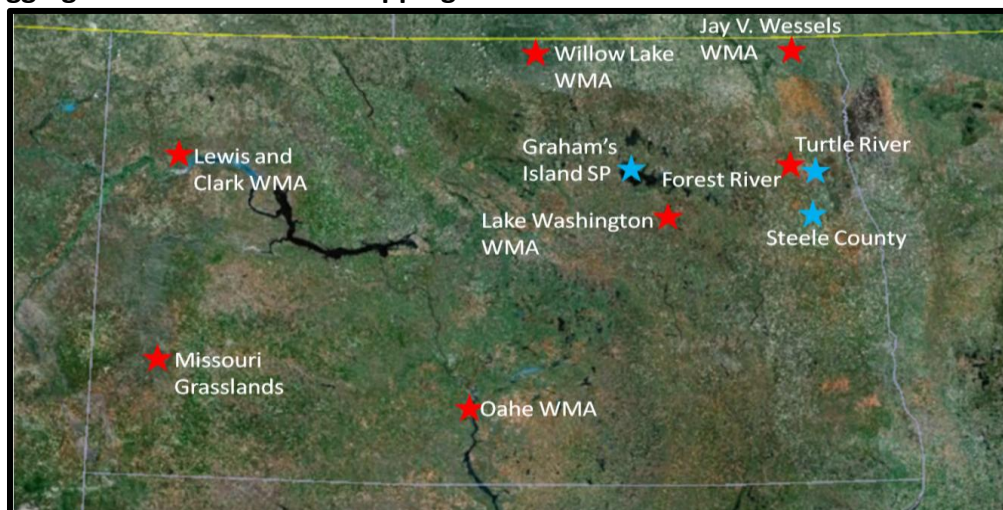 Jay V. Wessels
WMA
Willow Lake
WMA
Lewis and
Clark WMA
Graham's
Island SP
Turtle River
Forest River
Lake Washington
WMA
Steele County
Missouri
Grasslands
Oahe WMA